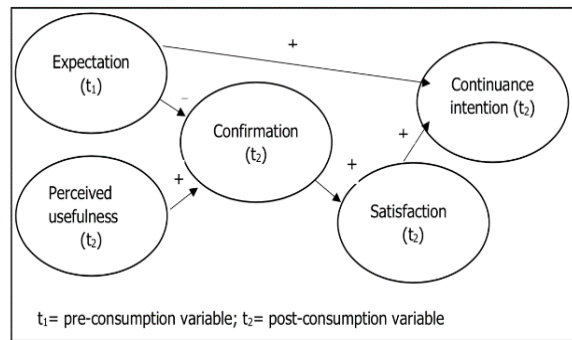 Expectation
(t₁)
+
Continuance
intention (t₂)
–
Confirmation
(t₂)
+
+
+
Perceived
usefulness
(t₂)
Satisfaction
(t₂)
t₁= pre-consumption variable; t₂= post-consumption variable